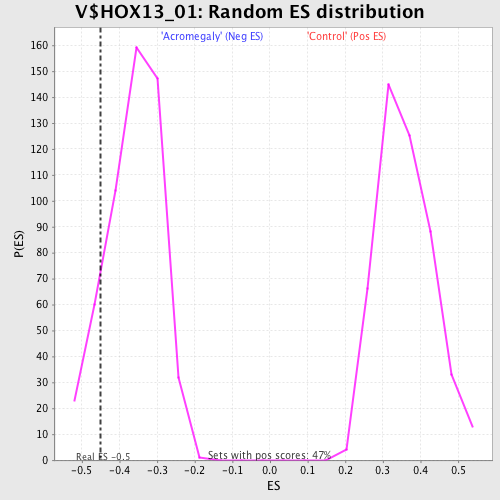 V$HOX13_01: Random ES distribution
'Acromegaly' (Neg ES) 'Control' (Pos ES)
160
150
140
130
120
110
100
90
80
70
60
50
40
30
20
10
0
P(ES)
Real ES -0.5 Sets with pos scores: 47%
-0.5 -0.4 -0.3 -0.2 -0.1 0.0 0.1 0.2 0.3 0.4 0.5
ES